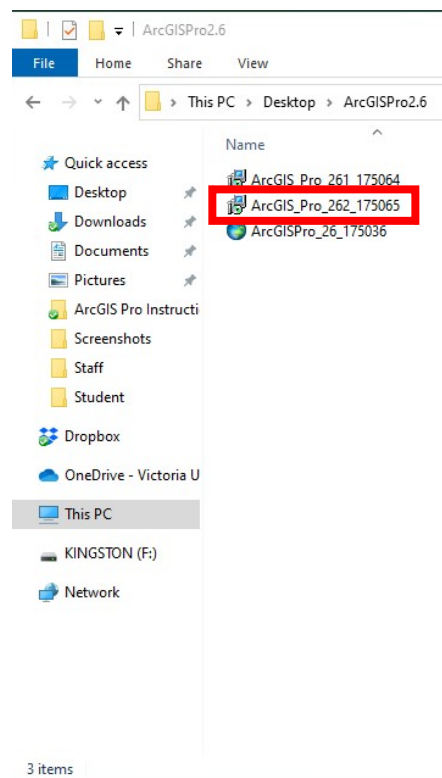 ArcGISPro2.6
File Home Share View
This PC > Desktop > ArcGISPro2.6
Name
Quick access
Desktop
Downloads
Documents
Pictures
ArcGIS Pro Instructi
Screenshots
Staff
Student
Dropbox
OneDrive - Victoria U
This PC
KINGSTON (F:)
Network
ArcGIS_Pro_261_175064
ArcGIS_Pro_262_175065
ArcGISPro_26_175036
3 items